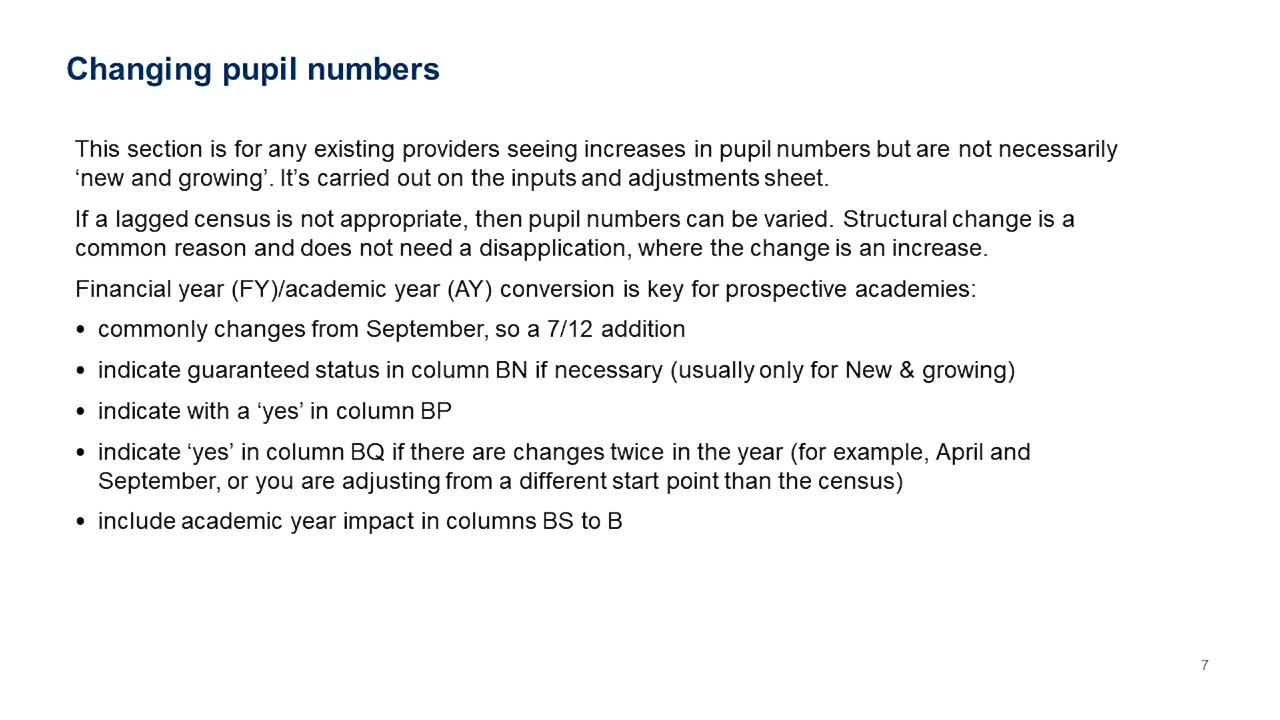 Changing pupil numbers
This section is for any existing providers seeing increases in pupil numbers but are not necessarily
‘new and growing’. It’s carried out on the inputs and adjustments sheet.
If a lagged census is not appropriate, then pupil numbers can be varied. Structural change is a
common reason and does not need a disapplication, where the change is an increase.
Financial year (FY)/academic year (AY) conversion is key for prospective academies:
• commonly changes from September, so a 7/12 addition
• indicate guaranteed status in column BN if necessary (usually only for New & growing)
• indicate with a ‘yes’ in column BP
• indicate ‘yes’ in column BQ if there are changes twice in the year (for example, April and
September, or you are adjusting from a different start point than the census)
• include academic year impact in columns BS to B
7